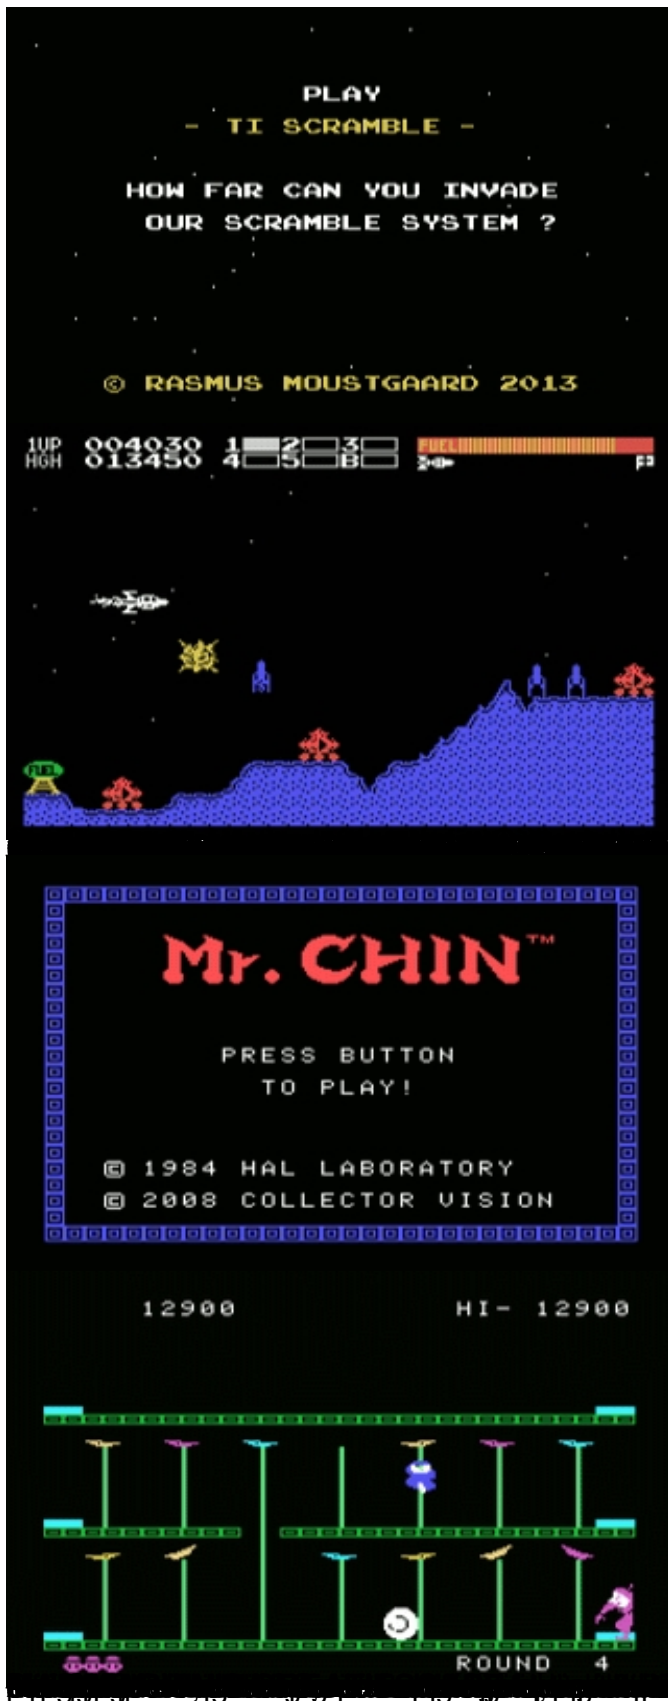 PLAY
- TI SCRAMBLE -
HOW FAR CAN YOU INVADE
OUR SCRAMBLE SYSTEM ?
© RASMUS MOUSTGAARD 2013
1UP 004030 1 2 3 FUEL
HGH 013450 4 5 B
FUEL
Mr. CHIN™
PRESS BUTTON
TO PLAY!
© 1984 HAL LABORATORY
© 2008 COLLECTOR VISION
12900 HI- 12900
ROUND 4